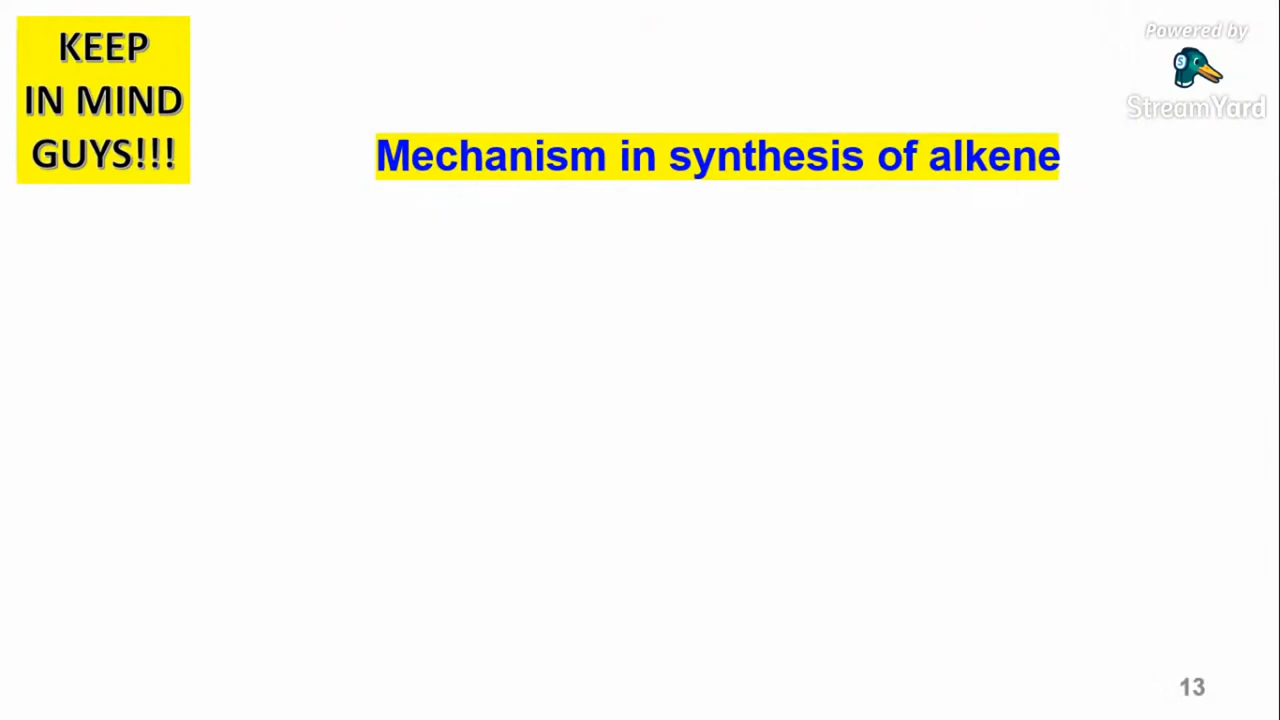 KEEP
IN MIND
GUYS!!!
Powered by
S
StreamYard
Mechanism in synthesis of alkene
13